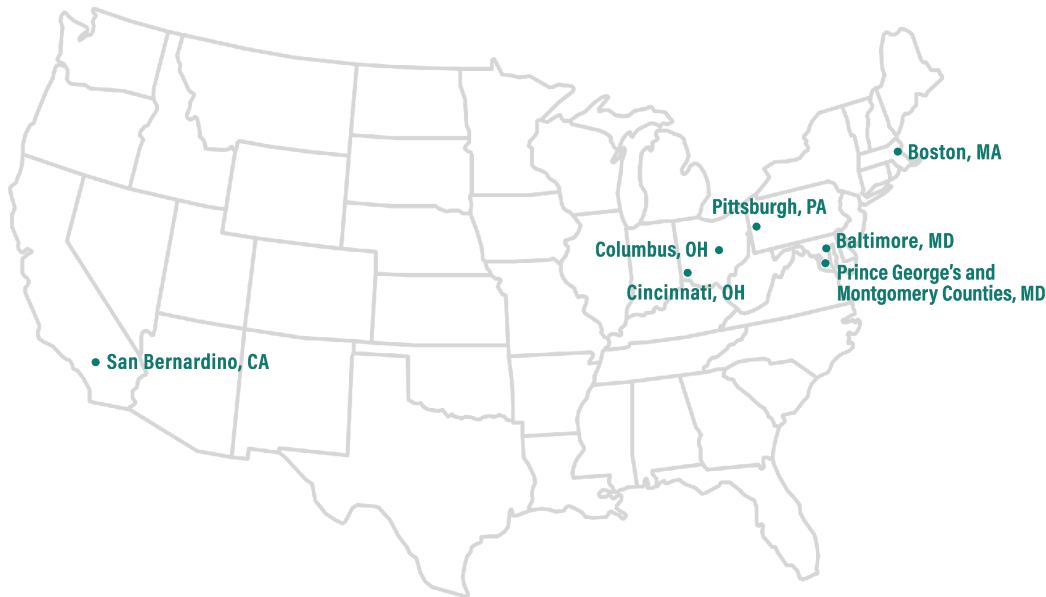 Boston, MA
Pittsburgh, PA
Baltimore, MD
Columbus, OH
Prince George's and
Montgomery Counties, MD
Cincinnati, OH
San Bernardino, CA